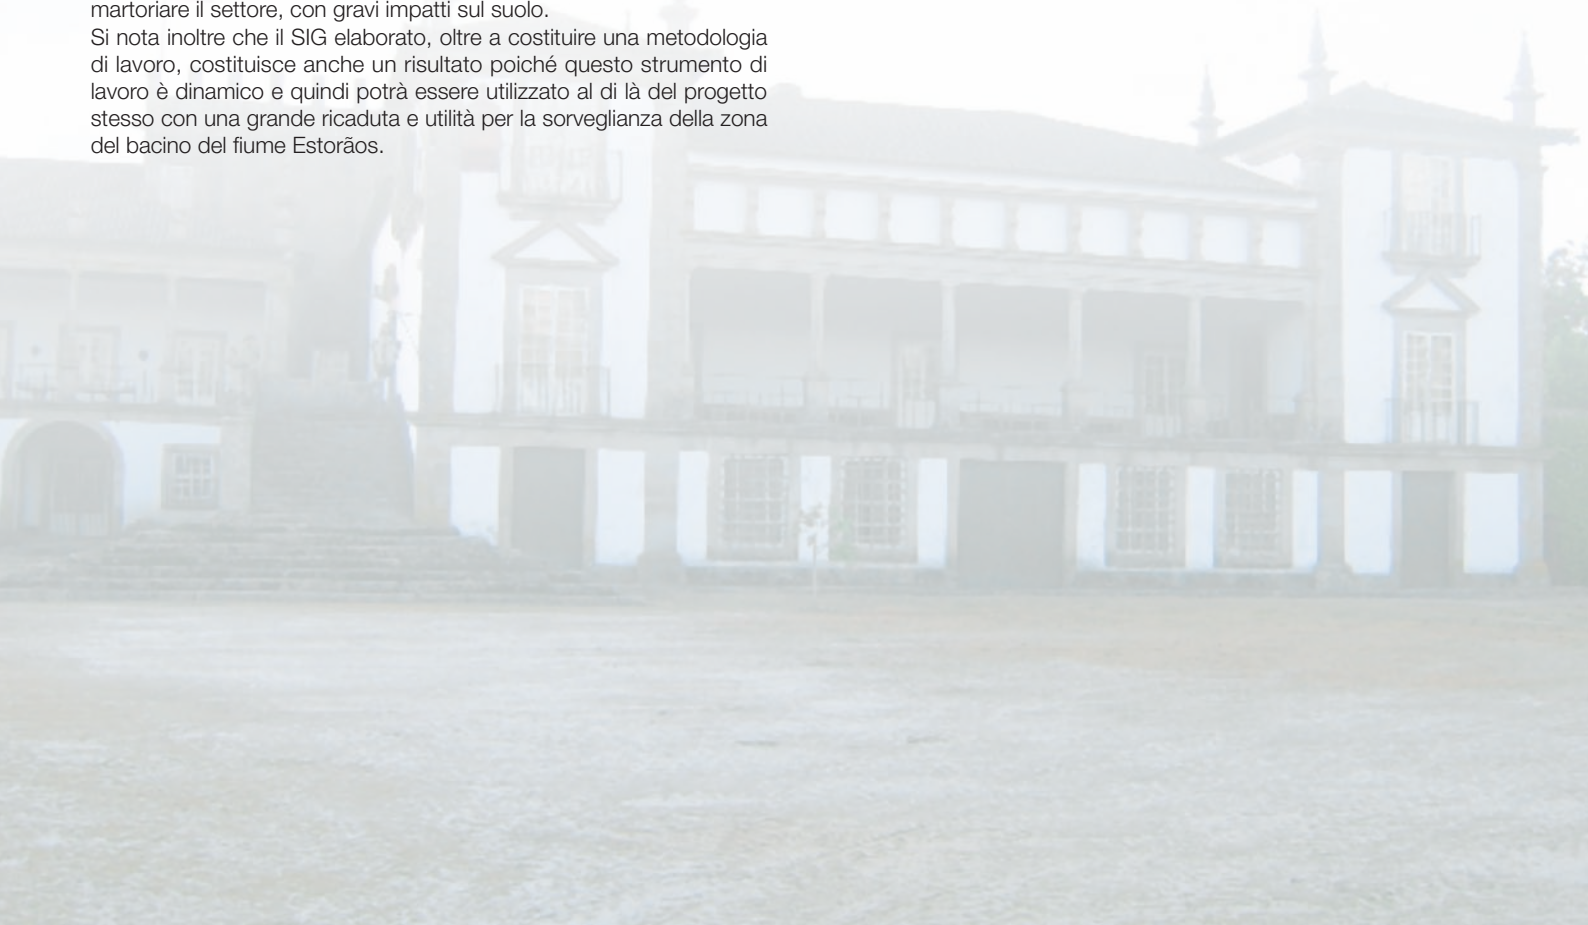 martoriare il settore, con gravi impatti sul suolo.
Si nota inoltre che il SIG elaborato, oltre a costituire una metodologia
di lavoro, costituisce anche un risultato poiché questo strumento di
lavoro è dinamico e quindi potrà essere utilizzato al di là del progetto
stesso con una grande ricaduta e utilità per la sorveglianza della zona
del bacino del fiume Estorãos.